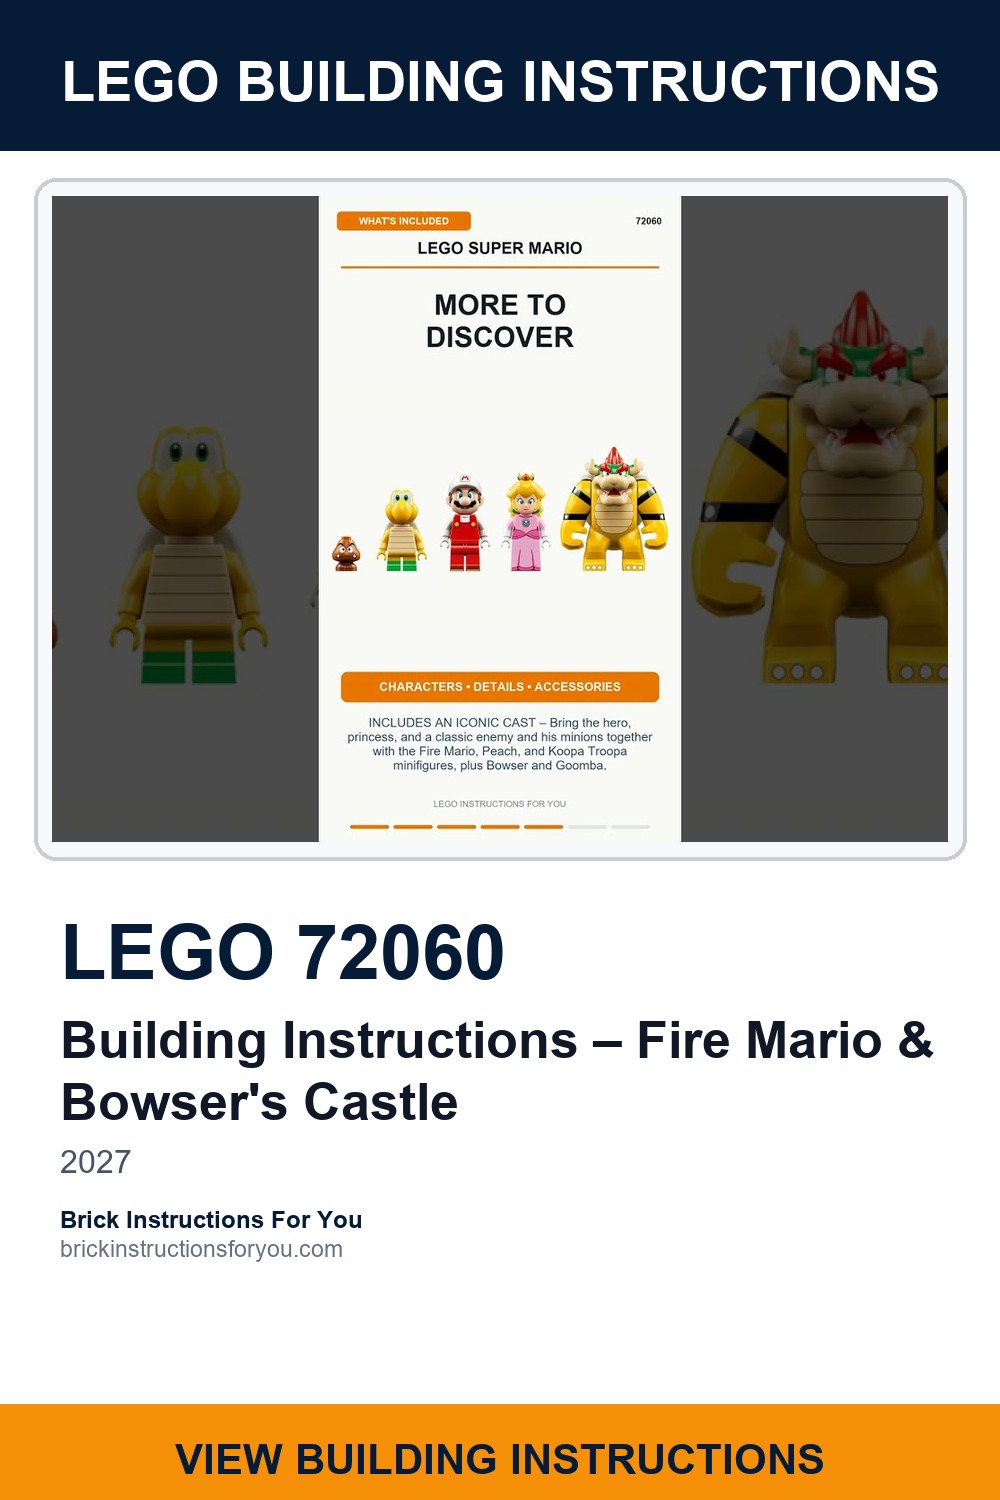 LEGO BUILDING INSTRUCTIONS
WHAT'S INCLUDED
72060
LEGO SUPER MARIO
MORE TO
DISCOVER
CHARACTERS • DETAILS • ACCESSORIES
INCLUDES AN ICONIC CAST – Bring the hero,
princess, and a classic enemy and his minions together
with the Fire Mario, Peach, and Koopa Troopa
minifigures, plus Bowser and Goomba.
LEGO INSTRUCTIONS FOR YOU
LEGO 72060
Building Instructions – Fire Mario &
Bowser's Castle
2027
Brick Instructions For You
brickinstructionsforyou.com
VIEW BUILDING INSTRUCTIONS